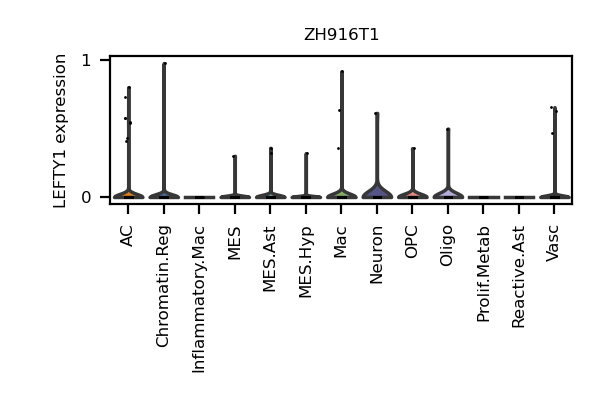 ZH916T1
LEFTY1 expression
1
0
AC
Chromatin.Reg
Inflammatory.Mac
MES
MES.Ast
MES.Hyp
Mac
Neuron
OPC
Oligo
Prolif.Metab
Reactive.Ast
Vasc